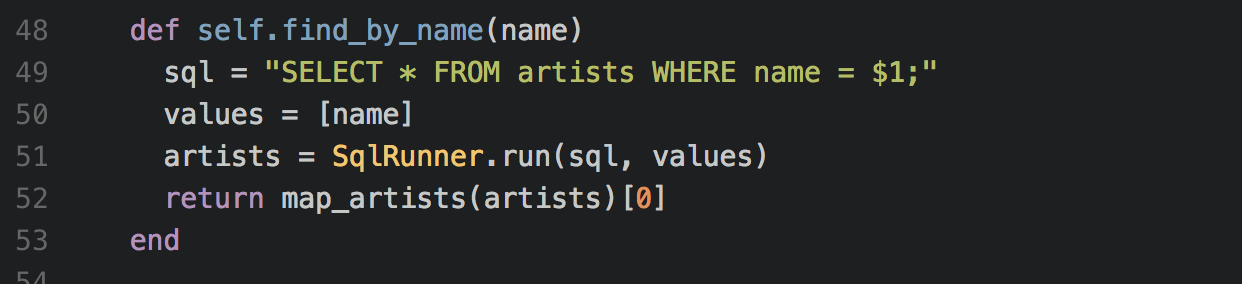 48 def self.find_by_name(name)
49 sql = "SELECT * FROM artists WHERE name = $1;"
50 values = [name]
51 artists = SqlRunner.run(sql, values)
52 return map_artists(artists)[0]
53 end
54